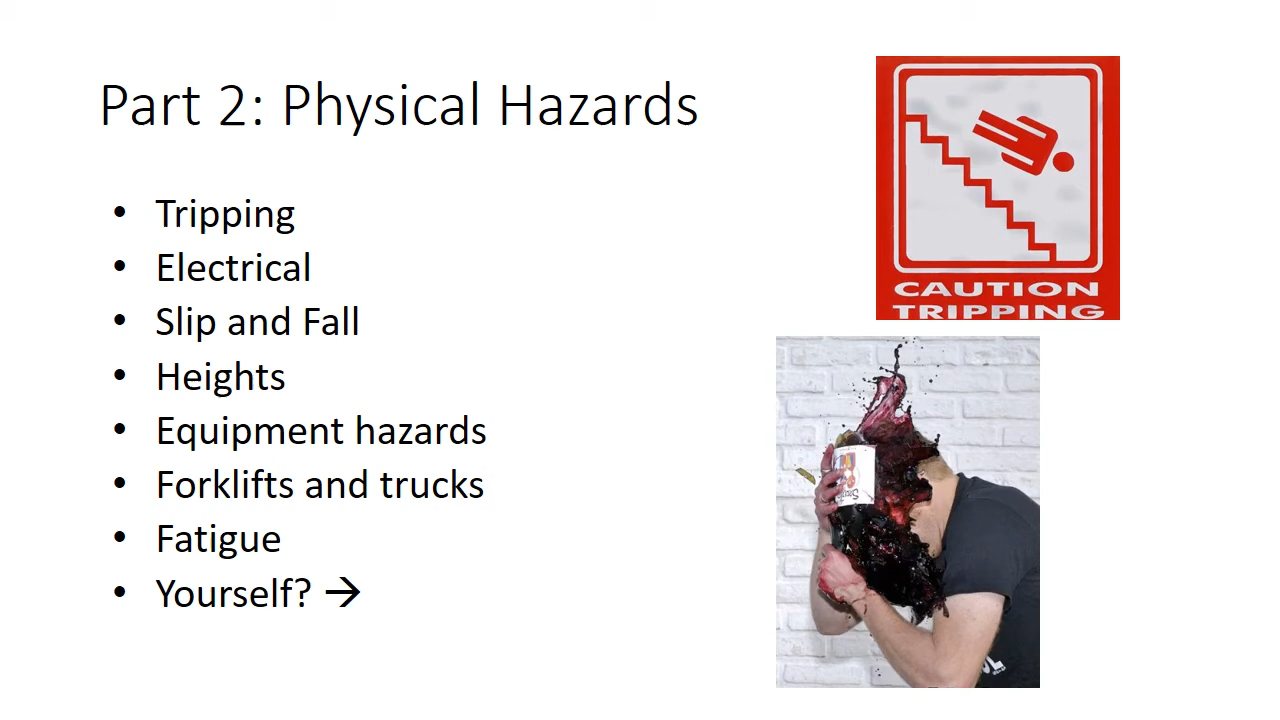 Part 2: Physical Hazards
• Tripping
• Electrical
• Slip and Fall
• Heights
• Equipment hazards
• Forklifts and trucks
• Fatigue
• Yourself? →
CAUTION
TRIPPING